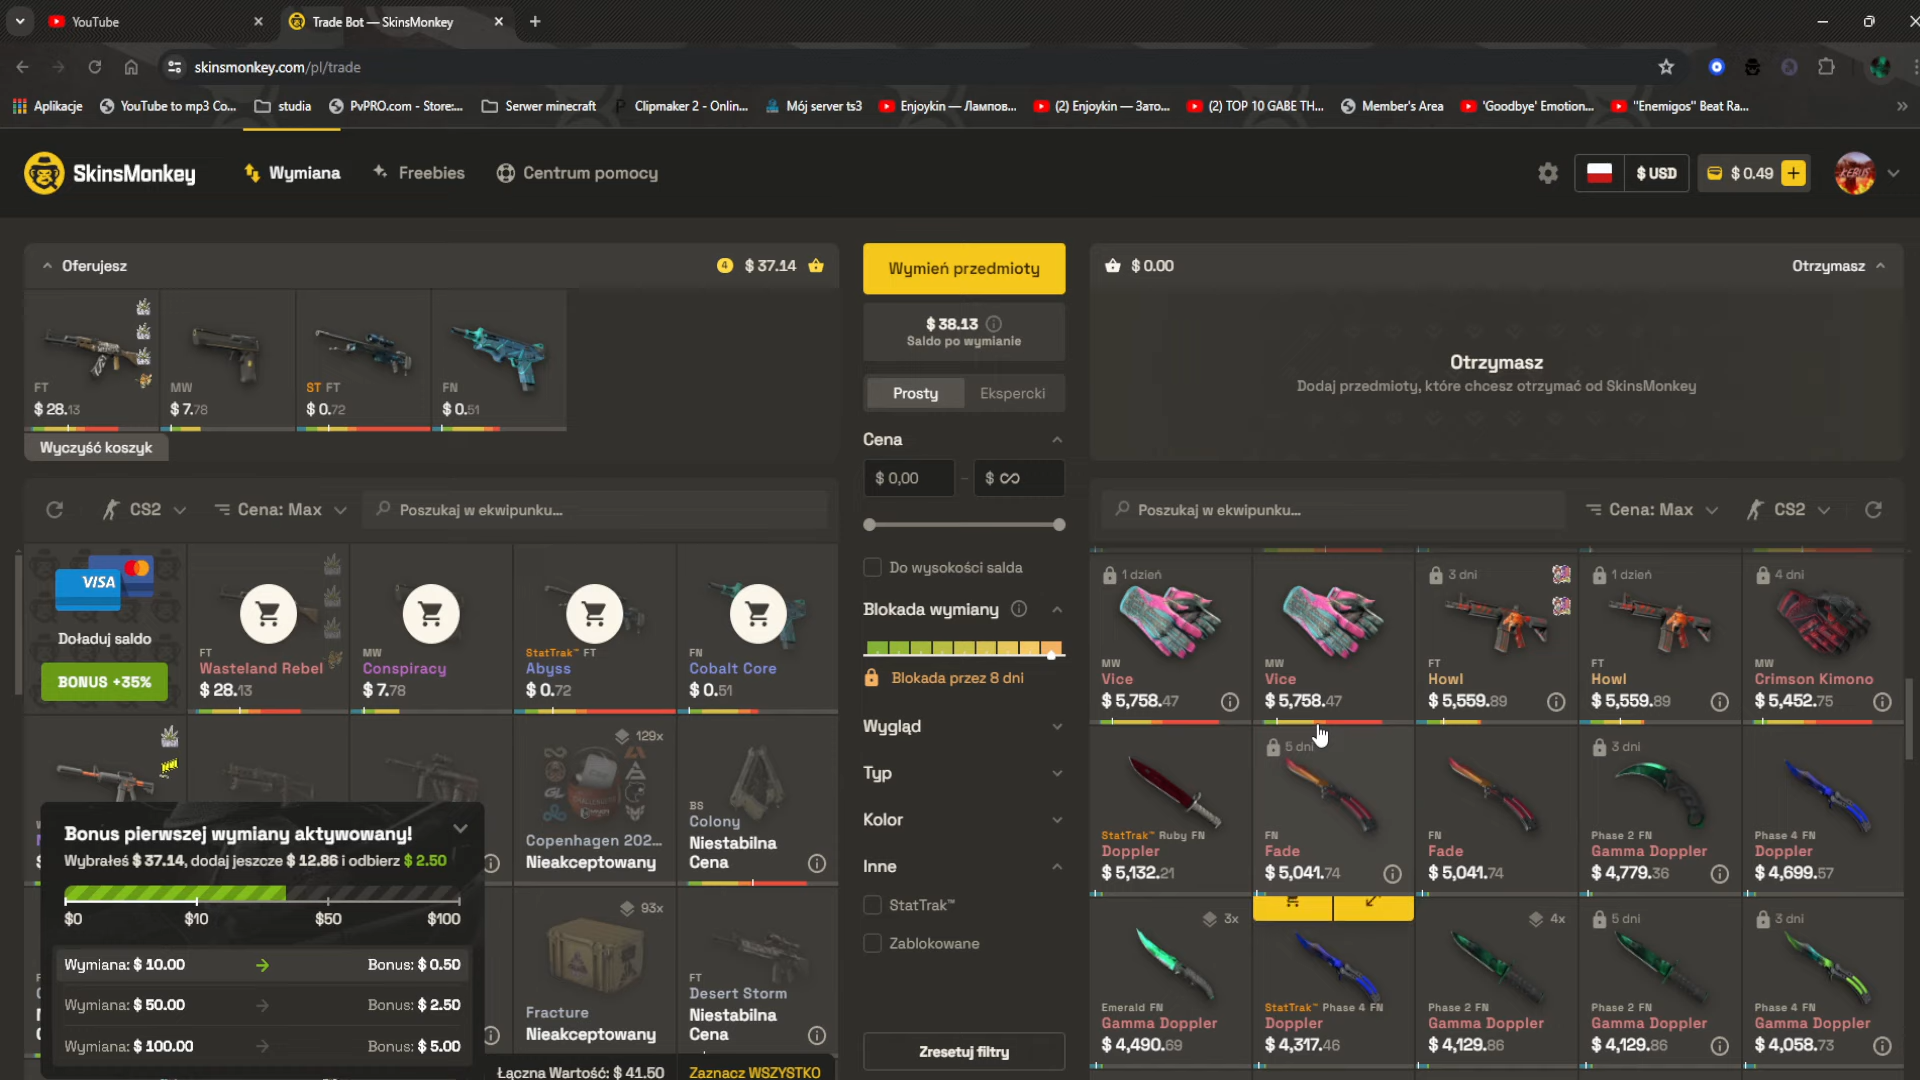 YouTube
Trade Bot — SkinsMonkey
skinsmonkey.com/pl/trade
Aplikacje
YouTube to mp3 Co...
studia
PvPRO.com - Store:...
Serwer minecraft
Clipmaker 2 - Onlin...
Mój server ts3
Enjoykin — Лампов...
(2) Enjoykin — Зато...
(2) TOP 10 GABE TH...
Member's Area
'Goodbye' Emotion...
"Enemigos" Beat Ra...
SkinsMonkey
Wymiana
Freebies
Centrum pomocy
$ USD
$ 0.49
Oferujesz
4
$ 37.14
FT
$ 28.13
MW
$ 7.78
ST FT
$ 0.72
FN
$ 0.51
Wyczyść koszyk
Wymień przedmioty
$ 38.13
Saldo po wymianie
Prosty
Ekspercki
Cena
$ 0,00
-
$ ∞
Do wysokości salda
Blokada wymiany
Blokada przez 8 dni
Wygląd
Typ
Kolor
Inne
StatTrak™
Zablokowane
Zresetuj filtry
$ 0.00
Otrzymasz
Otrzymasz
Dodaj przedmioty, które chcesz otrzymać od SkinsMonkey
CS2
Cena: Max
Poszukaj w ekwipunku...
VISA
Doładuj saldo
BONUS +35%
FT
Wasteland Rebel
$ 28.13
MW
Conspiracy
$ 7.78
StatTrak™ FT
Abyss
$ 0.72
FN
Cobalt Core
$ 0.51
129x
Copenhagen 202...
Nieakceptowany
BS
Colony
Niestabilna
Cena
93x
Fracture
Nieakceptowany
FT
Desert Storm
Niestabilna
Cena
Bonus pierwszej wymiany aktywowany!
Wybrałeś $ 37.14, dodaj jeszcze $ 12.86 i odbierz $ 2.50
$0
$10
$50
$100
Wymiana: $ 10.00
Bonus: $ 0.50
Wymiana: $ 50.00
Bonus: $ 2.50
Wymiana: $ 100.00
Bonus: $ 5.00
Łączna Wartość: $ 41.50
Zaznacz WSZYSTKO
Poszukaj w ekwipunku...
Cena: Max
CS2
1 dzień
MW
Vice
$ 5,758.47
MW
Vice
$ 5,758.47
3 dni
FT
Howl
$ 5,559.89
1 dzień
FT
Howl
$ 5,559.89
4 dni
MW
Crimson Kimono
$ 5,452.75
StatTrak™ Ruby FN
Doppler
$ 5,132.21
5 dni
FN
Fade
$ 5,041.74
FN
Fade
$ 5,041.74
3 dni
Phase 2 FN
Gamma Doppler
$ 4,779.36
Phase 4 FN
Doppler
$ 4,699.57
3x
Emerald FN
Gamma Doppler
$ 4,490.69
StatTrak™ Phase 4 FN
Doppler
$ 4,317.46
4x
Phase 2 FN
Gamma Doppler
$ 4,129.86
5 dni
Phase 2 FN
Gamma Doppler
$ 4,129.86
3 dni
Phase 4 FN
Gamma Doppler
$ 4,058.73